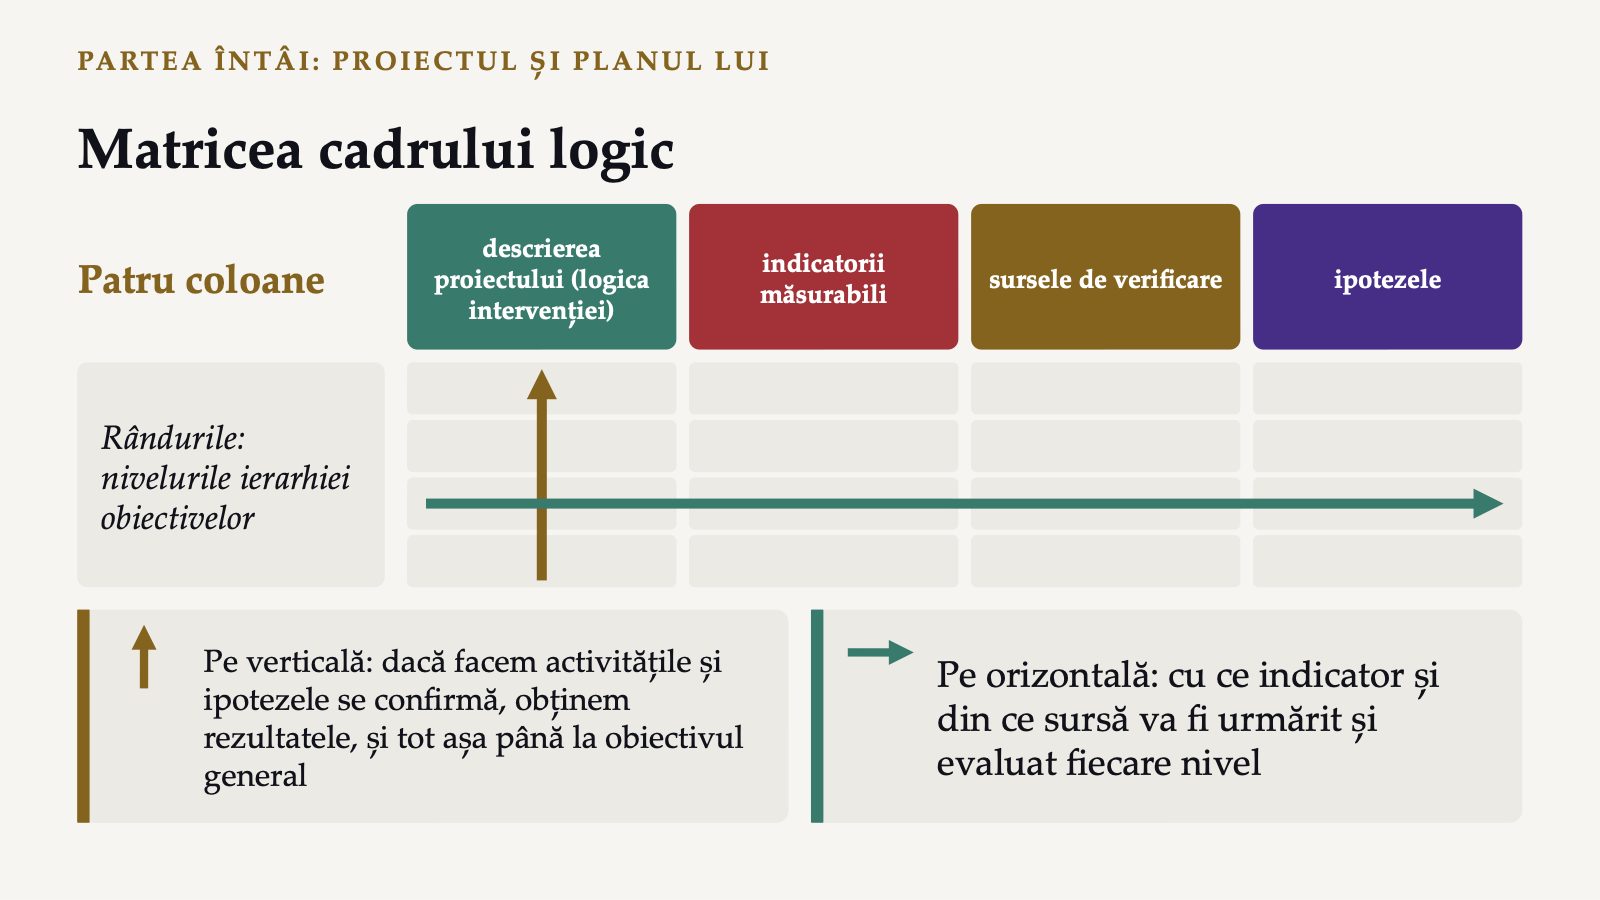 PARTEA ÎNTÂI: PROIECTUL ȘI PLANUL LUI
Matricea cadrului logic
Patru coloane
descrierea
proiectului (logica
intervenției)
indicatorii
măsurabili
sursele de verificare
ipotezele
Rândurile:
nivelurile ierarhiei
obiectivelor
Pe verticală: dacă facem activitățile și
ipotezele se confirmă, obținem
rezultatele, și tot așa până la obiectivul
general
Pe orizontală: cu ce indicator și
din ce sursă va fi urmărit și
evaluat fiecare nivel